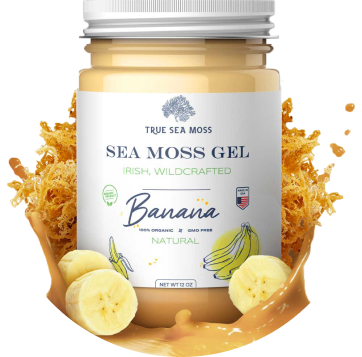 TRUE SEA MOSS
SEA MOSS GEL
IRISH, WILDCRAFTED
Banana
100% ORGANIC & GMO FREE
NATURAL
NET WT 12 OZ